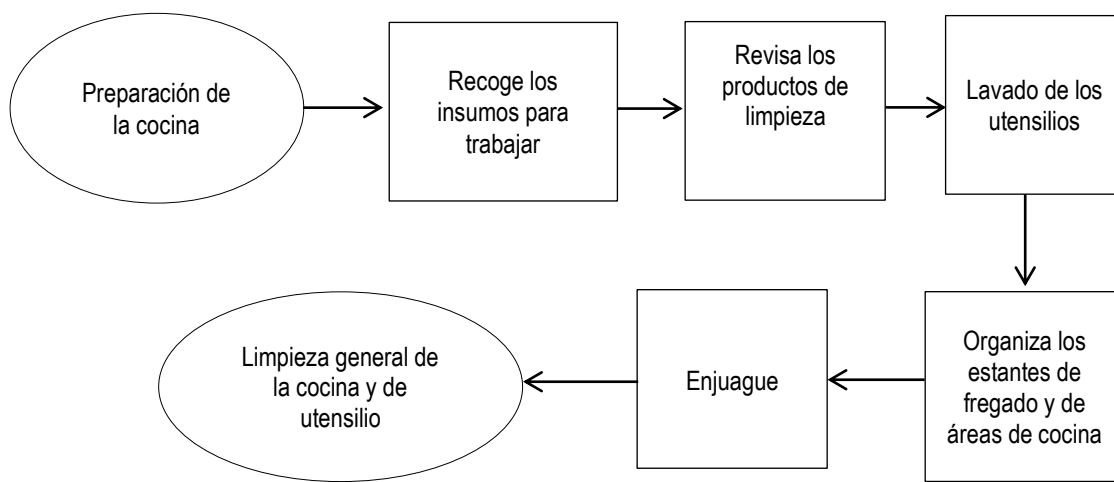 Preparación de
la cocina
Recoge los
insumos para
trabajar
Revisa los
productos de
limpieza
Lavado de los
utensilios
Organiza los
estantes de
fregado y de
áreas de cocina
Enjuague
Limpieza general de
la cocina y de
utensilio